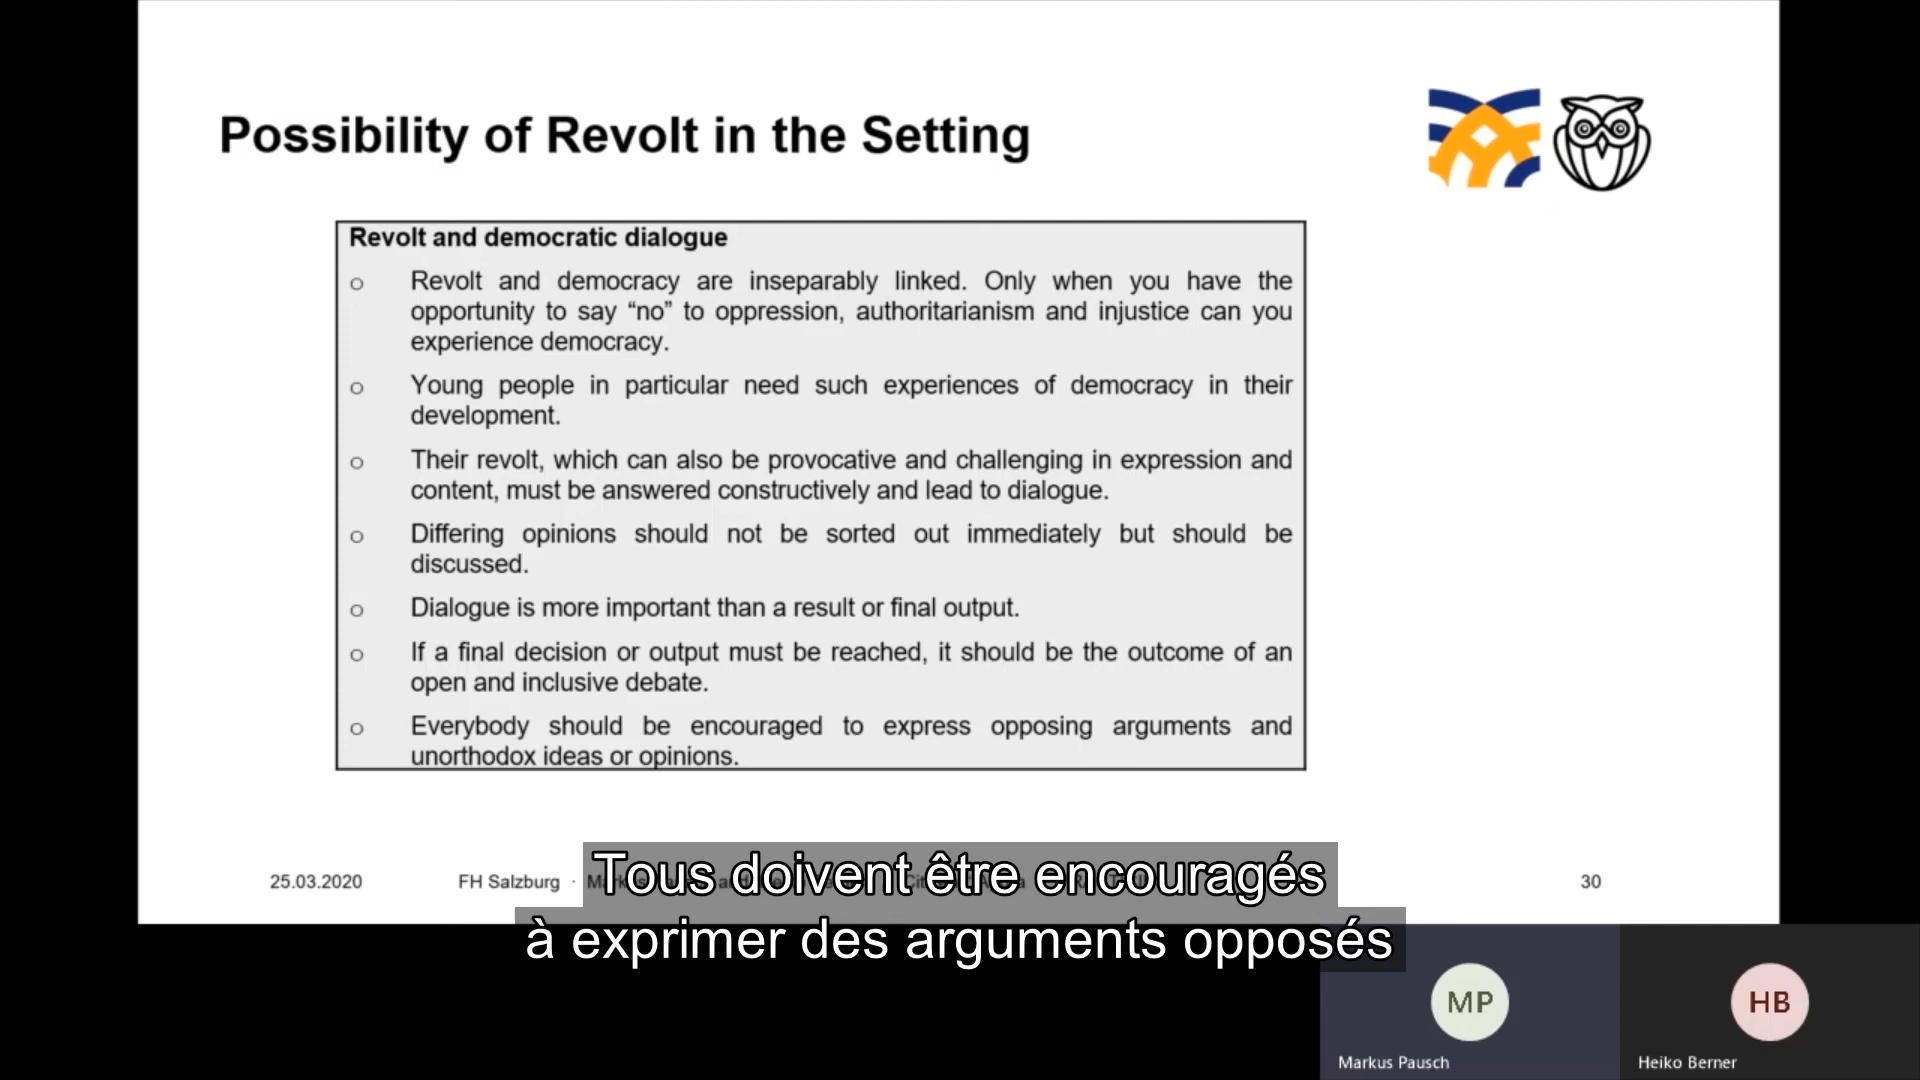 Possibility of Revolt in the Setting
Revolt and democratic dialogue
o Revolt and democracy are inseparably linked. Only when you have the
opportunity to say “no” to oppression, authoritarianism and injustice can you
experience democracy.
o Young people in particular need such experiences of democracy in their
development.
o Their revolt, which can also be provocative and challenging in expression and
content, must be answered constructively and lead to dialogue.
o Differing opinions should not be sorted out immediately but should be
discussed.
o Dialogue is more important than a result or final output.
o If a final decision or output must be reached, it should be the outcome of an
open and inclusive debate.
o Everybody should be encouraged to express opposing arguments and
unorthodox ideas or opinions.
25.03.2020 FH Salzburg · 30
Tous doivent être encouragés
à exprimer des arguments opposés
MP HB
Markus Pausch Heiko Berner